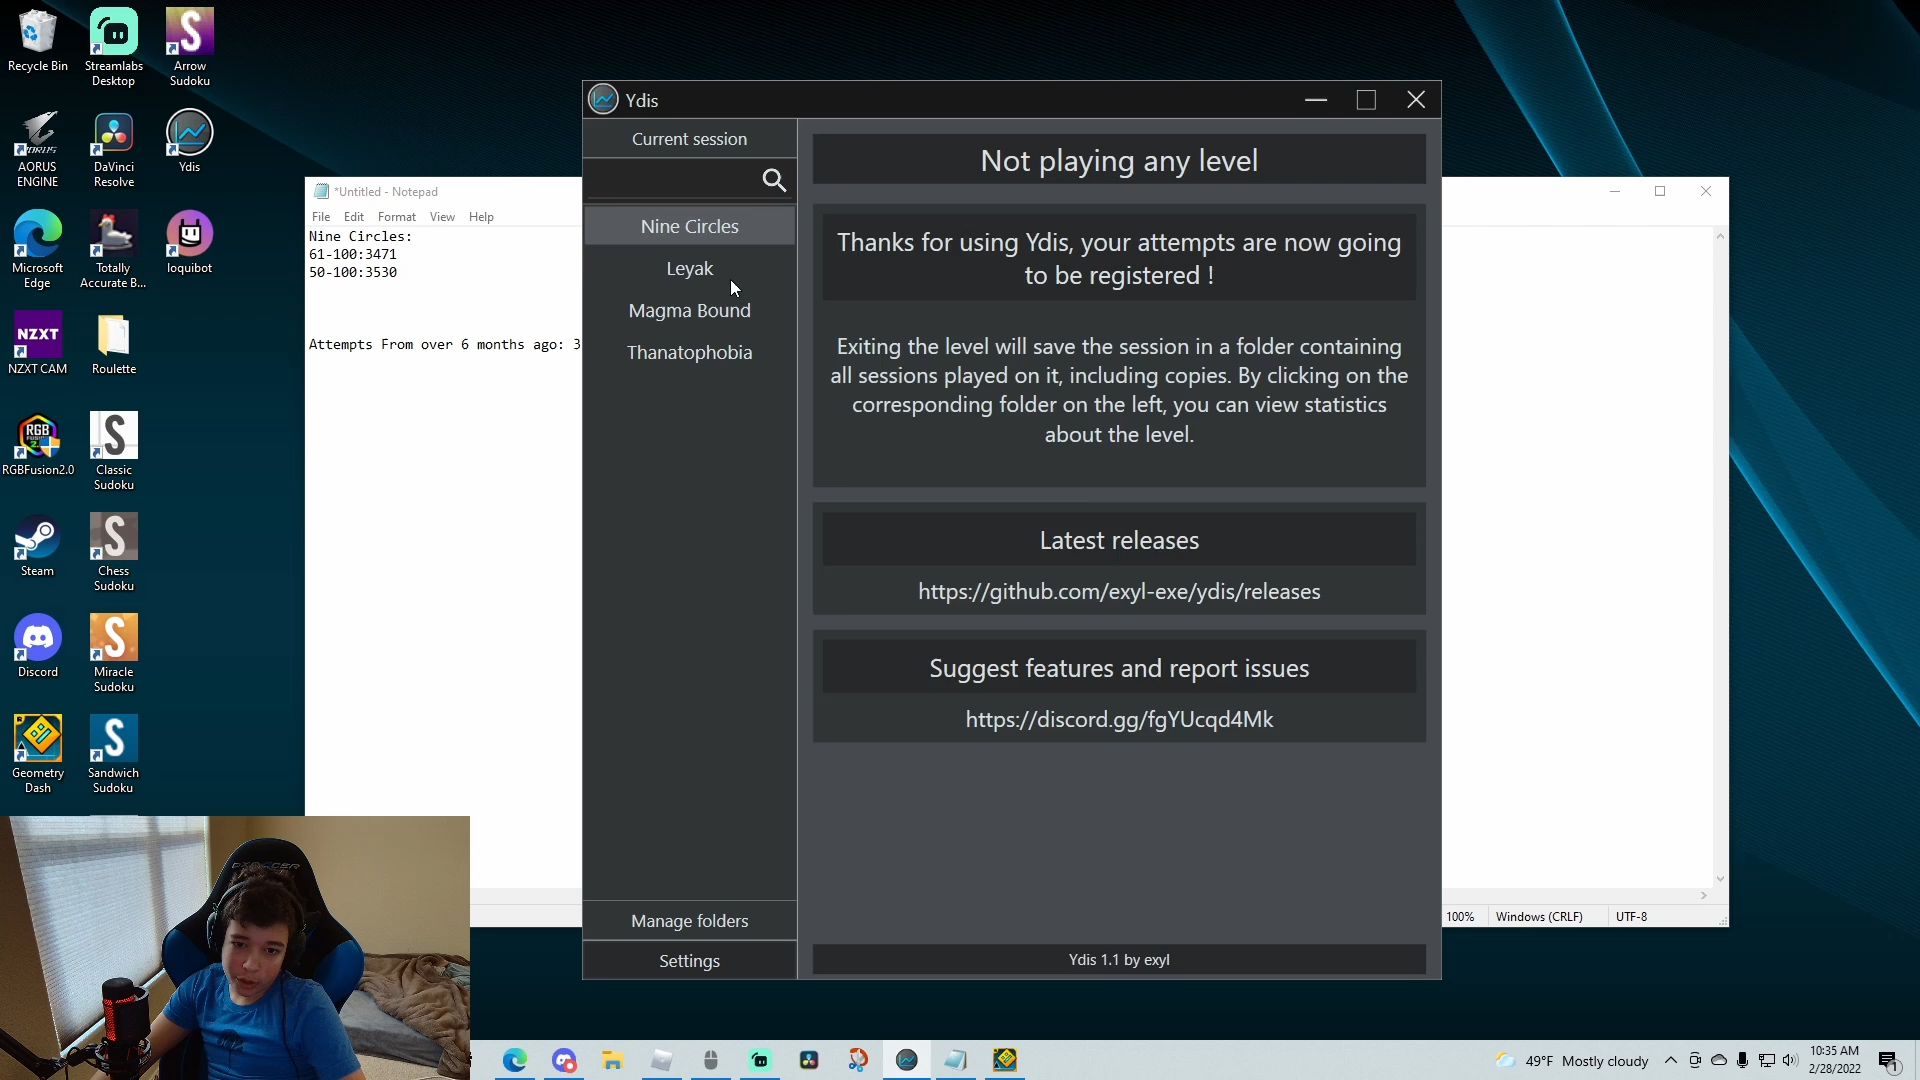 Recycle Bin
Streamlabs
Desktop
Arrow
Sudoku
AORUS
ENGINE
DaVinci
Resolve
Ydis
Microsoft
Edge
Totally
Accurate B...
loquibot
NZXT
NZXT CAM
Roulette
RGB
RGBFusion2.0
S
Classic
Sudoku
Steam
S
Chess
Sudoku
Discord
S
Miracle
Sudoku
Geometry
Dash
S
Sandwich
Sudoku
*Untitled - Notepad
File Edit Format View Help
Nine Circles:
61-100:3471
50-100:3530
Attempts From over 6 months ago: 3
100%
Windows (CRLF)
UTF-8
Ydis
Current session
Nine Circles
Leyak
Magma Bound
Thanatophobia
Manage folders
Settings
Not playing any level
Thanks for using Ydis, your attempts are now going
to be registered !
Exiting the level will save the session in a folder containing
all sessions played on it, including copies. By clicking on the
corresponding folder on the left, you can view statistics
about the level.
Latest releases
https://github.com/exyl-exe/ydis/releases
Suggest features and report issues
https://discord.gg/fgYUcqd4Mk
Ydis 1.1 by exyl
49°F Mostly cloudy
10:35 AM
2/28/2022
1